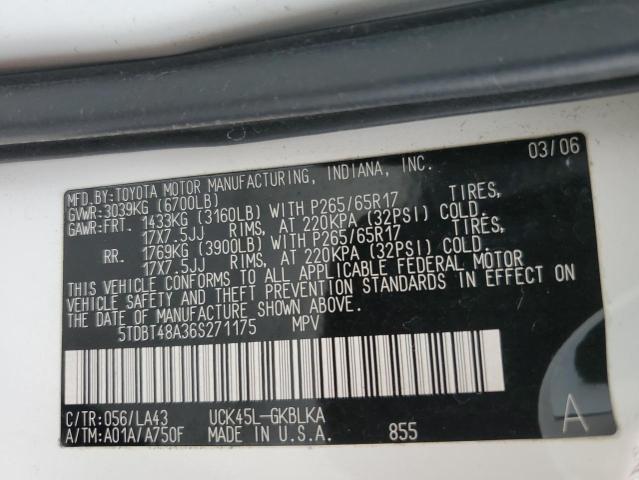 MFD.BY:TOYOTA MOTOR MANUFACTURING, INDIANA, INC. 03/06
GVWR:3039KG (6700LB)
GAWR:FRT. 1433KG (3160LB) WITH P265/65R17 TIRES,
17X7.5JJ RIMS, AT 220KPA (32PSI) COLD.
RR. 1769KG (3900LB) WITH P265/65R17 TIRES,
17X7.5JJ RIMS, AT 220KPA (32PSI) COLD.
THIS VEHICLE CONFORMS TO ALL APPLICABLE FEDERAL MOTOR
VEHICLE SAFETY AND THEFT PREVENTION STANDARDS IN EFFECT ON
THE DATE OF MANUFACTURE SHOWN ABOVE.
5TDBT48A36S271175 MPV
C/TR:056/LA43 UCK45L-GKBLKA
A/TM:A01A/A750F MADE IN U.S.A. 855 A